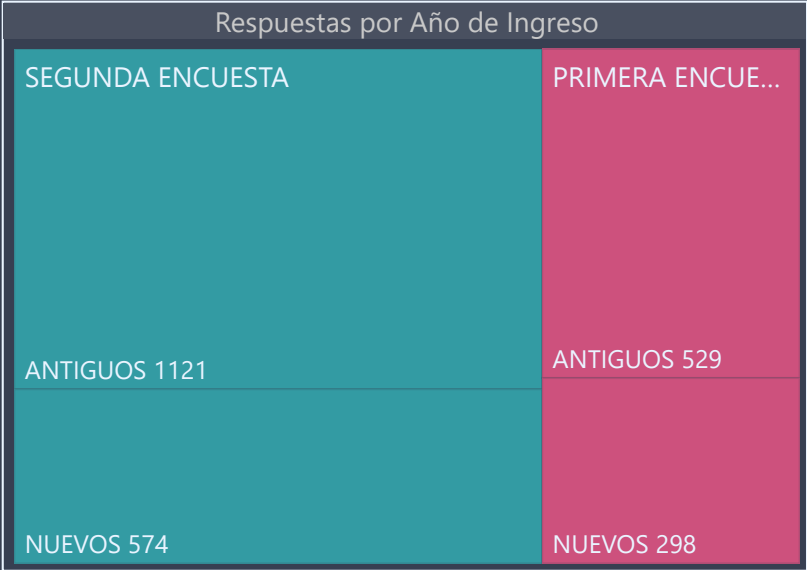 Respuestas por Año de Ingreso
SEGUNDA ENCUESTA
ANTIGUOS 1121
NUEVOS 574
PRIMERA ENCUE...
ANTIGUOS 529
NUEVOS 298